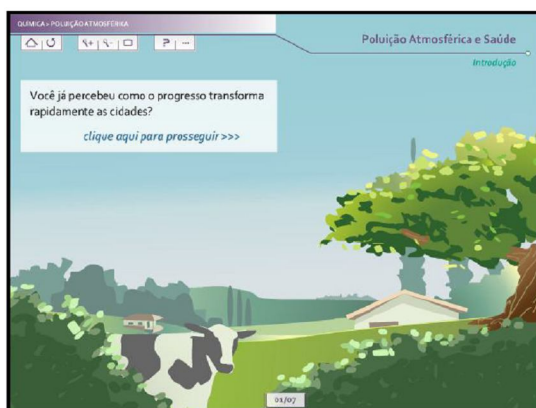 QUÍMICA > POLUIÇÃO ATMOSFÉRICA
Poluição Atmosférica e Saúde
Introdução
Você já percebeu como o progresso transforma
rapidamente as cidades?
clique aqui para prosseguir >>>
01/07